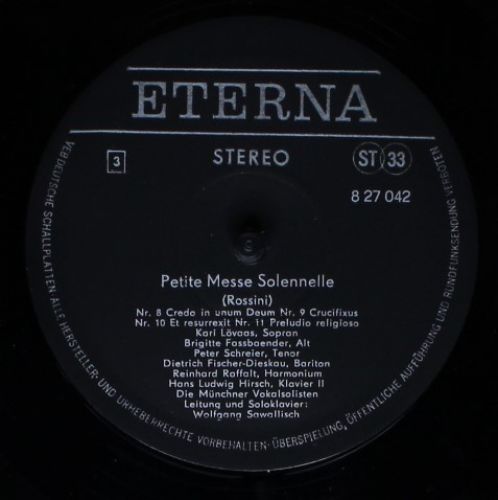 ETERNA
3
STEREO
ST 33
8 27 042
Petite Messe Solennelle
(Rossini)
Nr. 8 Credo in unum Deum Nr. 9 Crucifixus
Nr. 10 Et resurrexit Nr. 11 Preludio religioso
Kari Lövaas, Sopran
Brigitte Fassbaender, Alt
Peter Schreier, Tenor
Dietrich Fischer-Dieskau, Bariton
Reinhard Raffalt, Harmonium
Hans Ludwig Hirsch, Klavier II
Die Münchner Vokalsolisten
Leitung und Soloklavier:
Wolfgang Sawallisch
VEB DEUTSCHE SCHALLPLATTEN. ALLE HERSTELLER- UND URHEBERRECHTE VORBEHALTEN · ÜBERSPIELUNG, ÖFFENTLICHE AUFFÜHRUNG UND RUNDFUNKSENDUNG VERBOTEN